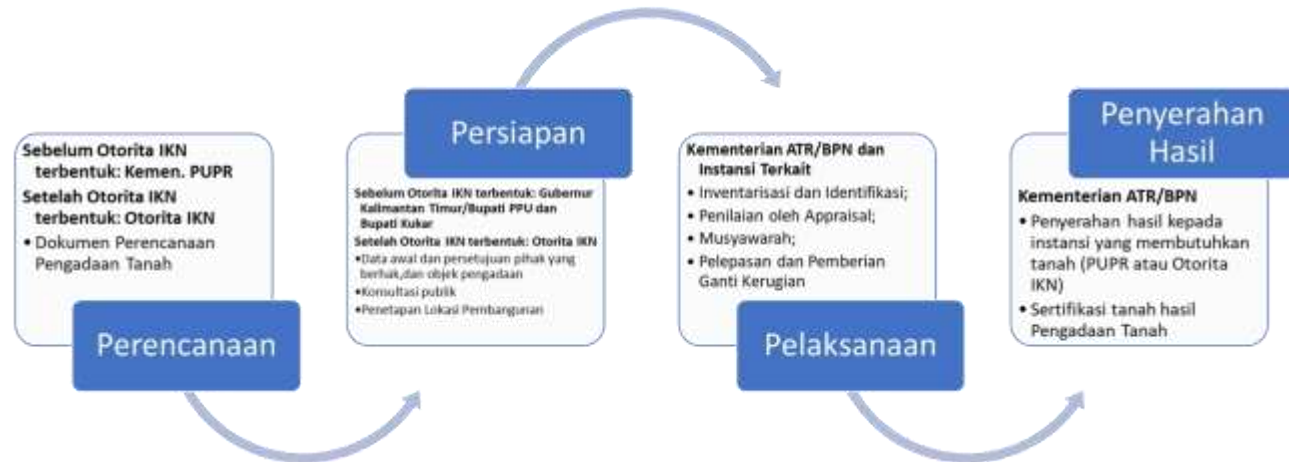 Sebelum Otorita IKN
terbentuk: Kemen. PUPR
Setelah Otorita IKN
terbentuk: Otorita IKN
• Dokumen Perencanaan
Pengadaan Tanah
Perencanaan
Persiapan
Sebelum Otorita IKN terbentuk: Gubernur
Kalimantan Timur/Bupati PPU dan
Bupati Kukar
Setelah Otorita IKN terbentuk: Otorita IKN
•Data awal dan persetujuan pihak yang
berhak,dan objek pengadaan
•Konsultasi publik
•Penetapan Lokasi Pembangunan
Kementerian ATR/BPN dan
Instansi Terkait
• Inventarisasi dan Identifikasi;
• Penilaian oleh Appraisal;
• Musyawarah;
• Pelepasan dan Pemberian
Ganti Kerugian
Pelaksanaan
Penyerahan
Hasil
Kementerian ATR/BPN
• Penyerahan hasil kepada
instansi yang membutuhkan
tanah (PUPR atau Otorita
IKN)
• Sertifikasi tanah hasil
Pengadaan Tanah